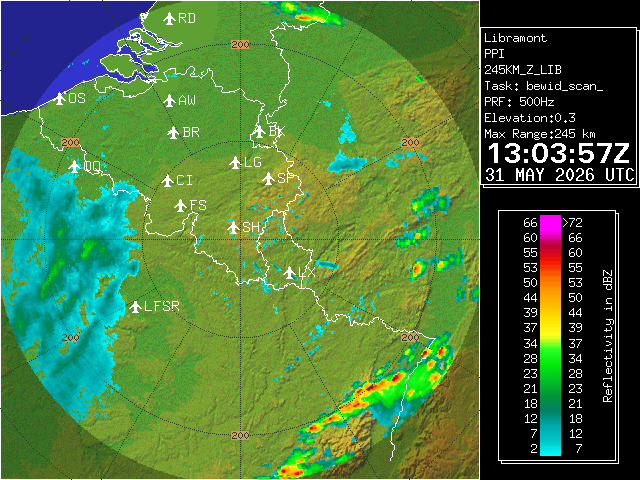 RD
200
OS
AW
BR
BK
200
200
QQ
LG
CI
SP
FS
SH
LX
LFSR
200
200
200
Libramont
PPI
245KM_Z_LIB
Task: bewid_scan_
PRF: 500Hz
Elevation:0.3
Max Range:245 km
13:03:57Z
31 MAY 2026 UTC
66 >72
60 66
55 60
53 55
50 53
44 50
39 44
37 39
34 37
28 34
23 28
21 23
18 21
12 18
7 12
2 7
Reflectivity in dBZ